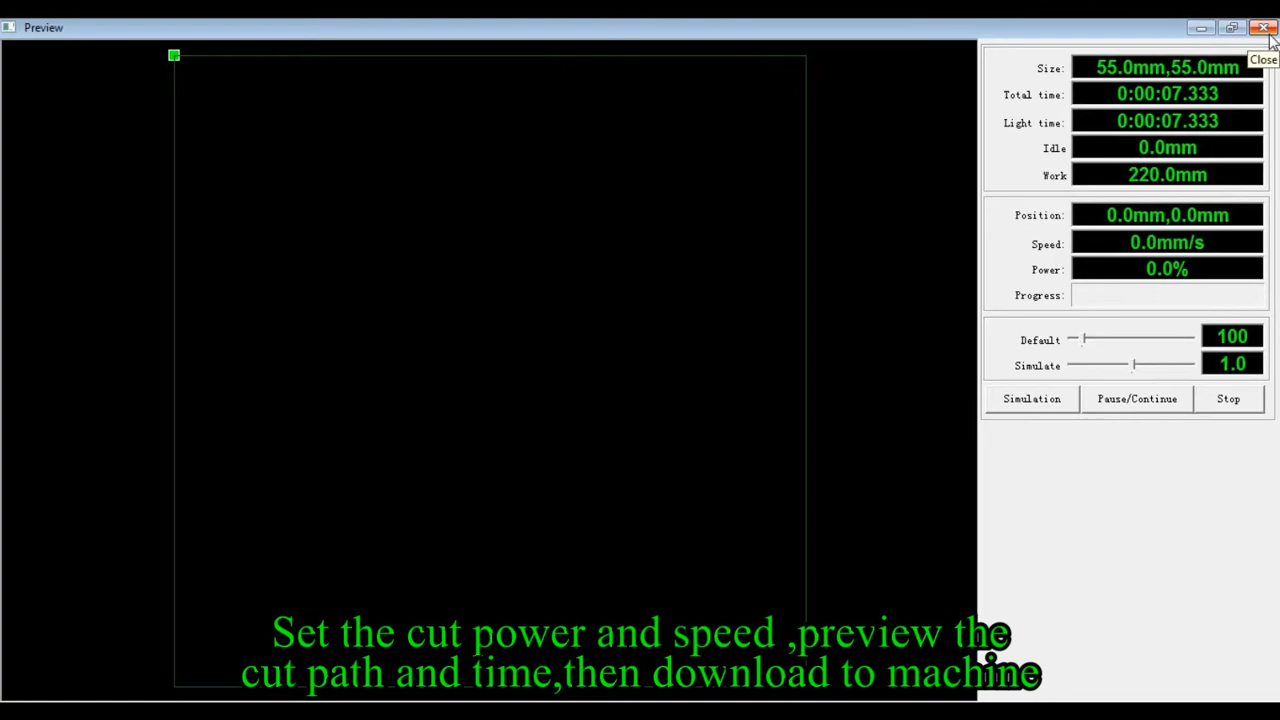 Preview
Close
Size: 55.0mm,55.0mm
Total time: 0:00:07.333
Light time: 0:00:07.333
Idle 0.0mm
Work 220.0mm
Position: 0.0mm,0.0mm
Speed: 0.0mm/s
Power: 0.0%
Progress:
Default 100
Simulate 1.0
Simulation Pause/Continue Stop
Set the cut power and speed ,preview the
cut path and time,then download to machine